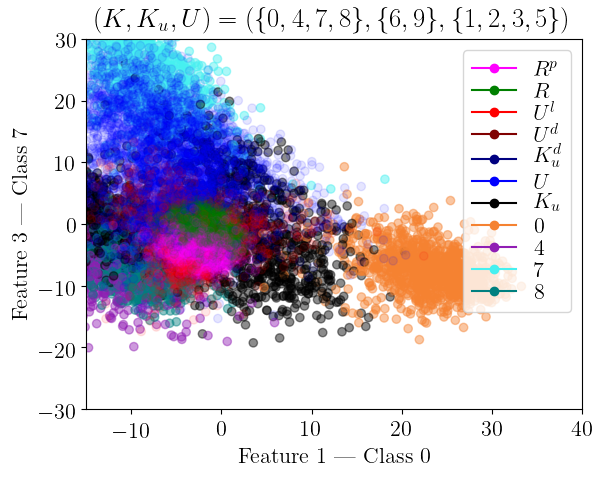 (K, K_u, U) = ({0, 4, 7, 8}, {6, 9}, {1, 2, 3, 5})
30
20
10
0
−10
−20
−30
Feature 3 — Class 7
R^p
R
U^l
U^d
K_u^d
U
K_u
0
4
7
8
−10
0
10
20
30
40
Feature 1 — Class 0